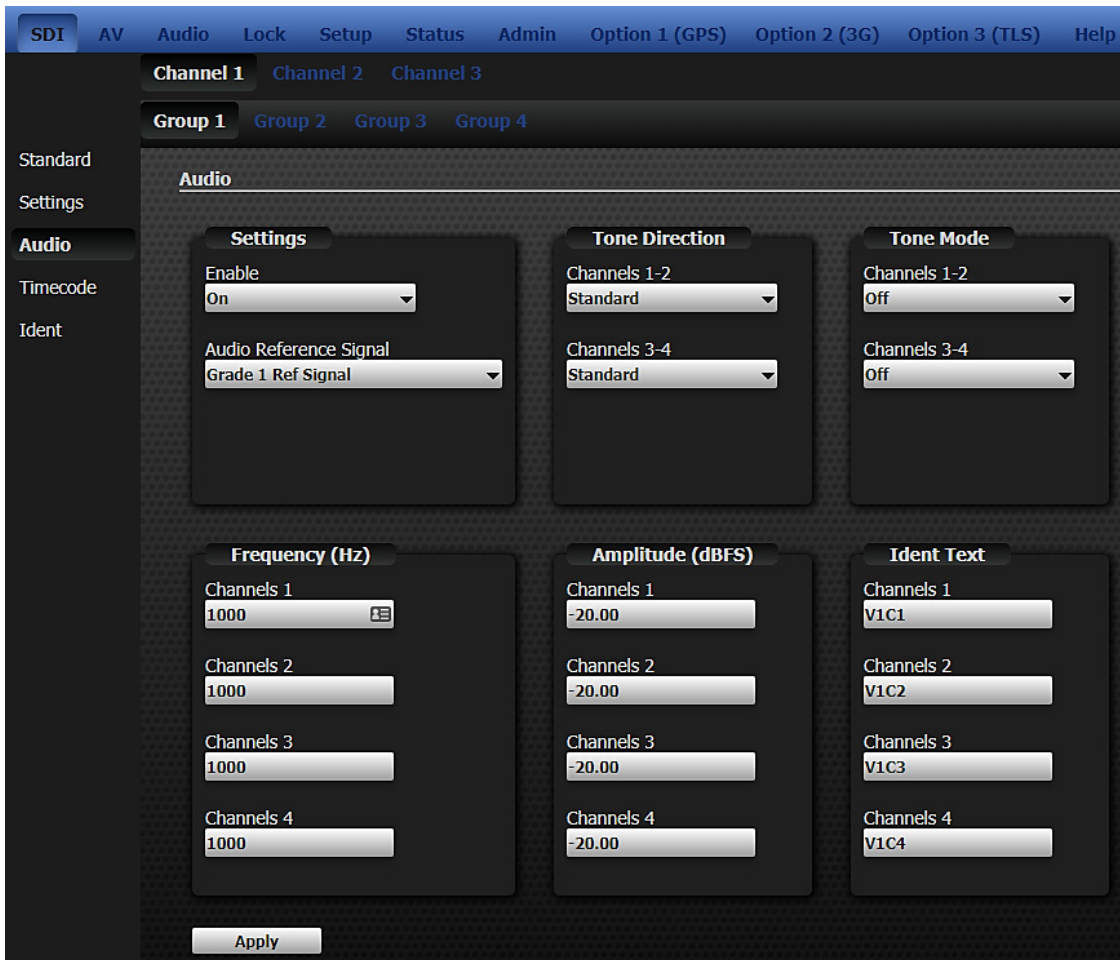 SDI AV Audio Lock Setup Status Admin Option 1 (GPS) Option 2 (3G) Option 3 (TLS) Help
Channel 1 Channel 2 Channel 3
Group 1 Group 2 Group 3 Group 4
Standard
Settings
Audio
Timecode
Ident
Audio
Settings
Enable
On
Audio Reference Signal
Grade 1 Ref Signal
Tone Direction
Channels 1-2
Standard
Channels 3-4
Standard
Tone Mode
Channels 1-2
Off
Channels 3-4
Off
Frequency (Hz)
Channels 1
1000
Channels 2
1000
Channels 3
1000
Channels 4
1000
Amplitude (dBFS)
Channels 1
-20.00
Channels 2
-20.00
Channels 3
-20.00
Channels 4
-20.00
Ident Text
Channels 1
V1C1
Channels 2
V1C2
Channels 3
V1C3
Channels 4
V1C4
Apply